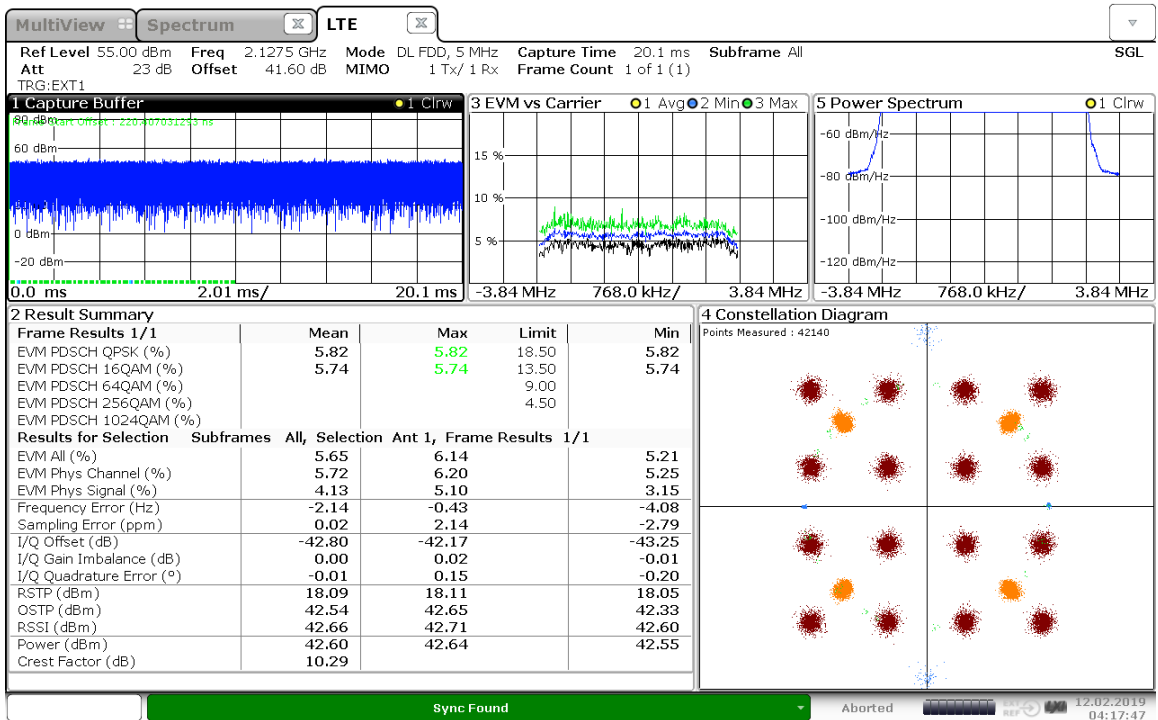 MultiView Spectrum LTE
Ref Level 55.00 dBm Freq 2.1275 GHz Mode DL FDD, 5 MHz Capture Time 20.1 ms Subframe All SGL
Att 23 dB Offset 41.60 dB MIMO 1 Tx/ 1 Rx Frame Count 1 of 1 (1)
TRG:EXT1
1 Capture Buffer 1 Clrw
80 dBm
Frame Start Offset : 220.407031293 ns
60 dBm
0 dBm
-20 dBm
0.0 ms 2.01 ms/ 20.1 ms
3 EVM vs Carrier 1 Avg 2 Min 3 Max
15 %
10 %
5 %
-3.84 MHz 768.0 kHz/ 3.84 MHz
5 Power Spectrum 1 Clrw
-60 dBm/Hz
-80 dBm/Hz
-100 dBm/Hz
-120 dBm/Hz
-3.84 MHz 768.0 kHz/ 3.84 MHz
2 Result Summary
Frame Results 1/1 Mean Max Limit Min
EVM PDSCH QPSK (%) 5.82 5.82 18.50 5.82
EVM PDSCH 16QAM (%) 5.74 5.74 13.50 5.74
EVM PDSCH 64QAM (%) 9.00
EVM PDSCH 256QAM (%) 4.50
EVM PDSCH 1024QAM (%)
Results for Selection Subframes All, Selection Ant 1, Frame Results 1/1
EVM All (%) 5.65 6.14 5.21
EVM Phys Channel (%) 5.72 6.20 5.25
EVM Phys Signal (%) 4.13 5.10 3.15
Frequency Error (Hz) -2.14 -0.43 -4.08
Sampling Error (ppm) 0.02 2.14 -2.79
I/Q Offset (dB) -42.80 -42.17 -43.25
I/Q Gain Imbalance (dB) 0.00 0.02 -0.01
I/Q Quadrature Error (°) -0.01 0.15 -0.20
RSTP (dBm) 18.09 18.11 18.05
OSTP (dBm) 42.54 42.65 42.33
RSSI (dBm) 42.66 42.71 42.60
Power (dBm) 42.60 42.64 42.55
Crest Factor (dB) 10.29
4 Constellation Diagram
Points Measured : 42140
Sync Found Aborted EXT REF 12.02.2019
04:17:47